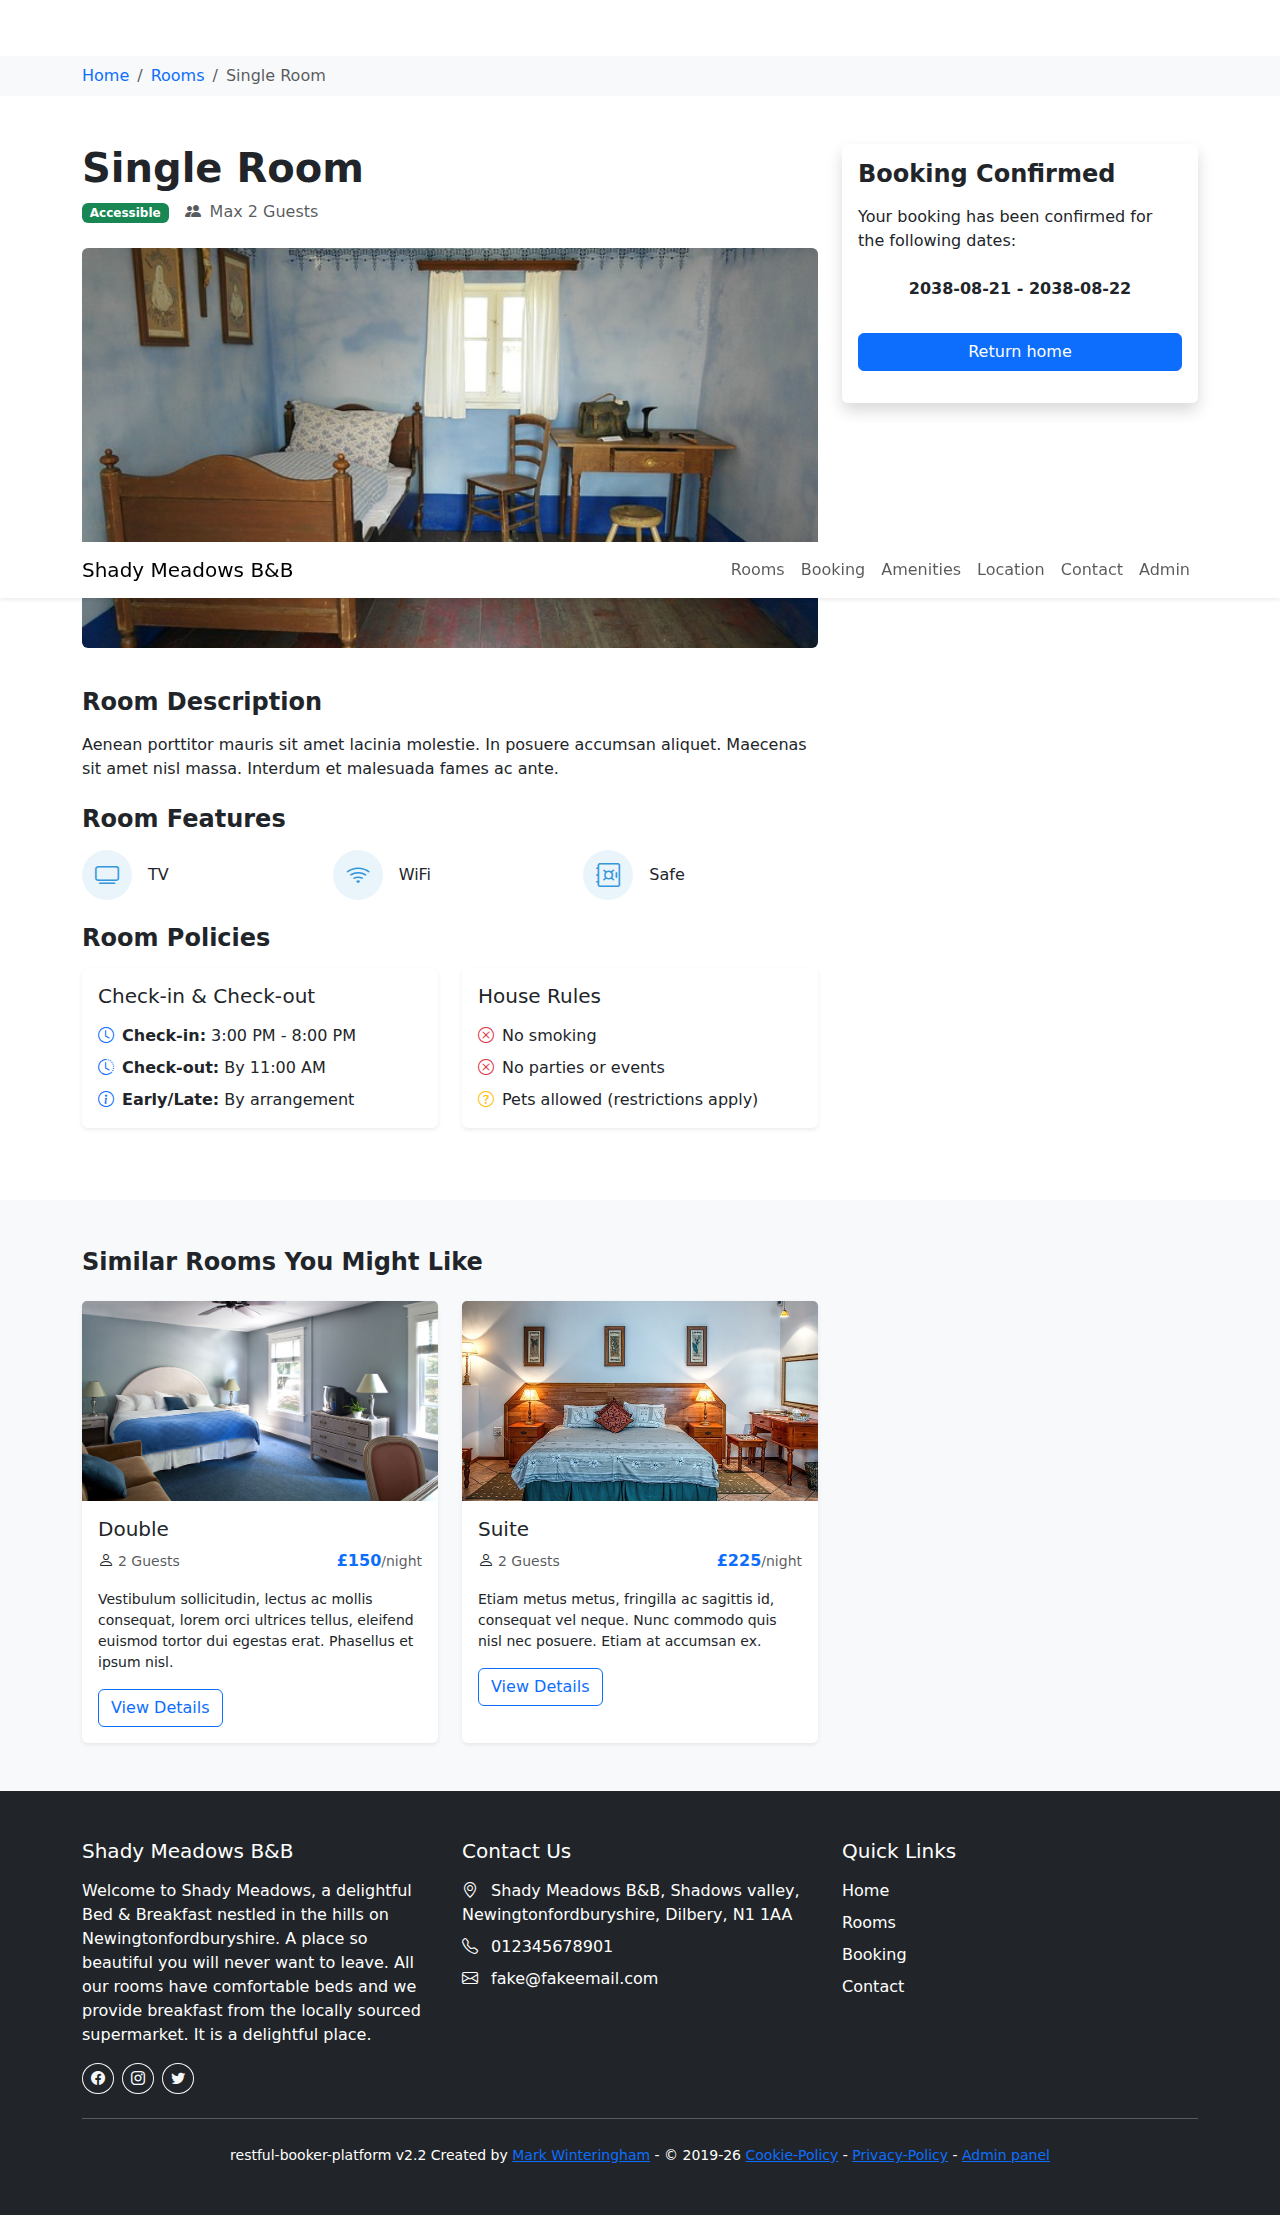 Home / Rooms / Single Room
Single Room
Accessible Max 2 Guests
Booking Confirmed
Your booking has been confirmed for
the following dates:
2038-08-21 - 2038-08-22
Return home
Shady Meadows B&B
Rooms Booking Amenities Location Contact Admin
Room Description
Aenean porttitor mauris sit amet lacinia molestie. In posuere accumsan aliquet. Maecenas
sit amet nisl massa. Interdum et malesuada fames ac ante.
Room Features
TV WiFi Safe
Room Policies
Check-in & Check-out
Check-in: 3:00 PM - 8:00 PM
Check-out: By 11:00 AM
Early/Late: By arrangement
House Rules
No smoking
No parties or events
Pets allowed (restrictions apply)
Similar Rooms You Might Like
Double
2 Guests £150/night
Vestibulum sollicitudin, lectus ac mollis
consequat, lorem orci ultrices tellus, eleifend
euismod tortor dui egestas erat. Phasellus et
ipsum nisl.
View Details
Suite
2 Guests £225/night
Etiam metus metus, fringilla ac sagittis id,
consequat vel neque. Nunc commodo quis
nisl nec posuere. Etiam at accumsan ex.
View Details
Shady Meadows B&B
Welcome to Shady Meadows, a delightful
Bed & Breakfast nestled in the hills on
Newingtonfordburyshire. A place so
beautiful you will never want to leave. All
our rooms have comfortable beds and we
provide breakfast from the locally sourced
supermarket. It is a delightful place.
Contact Us
Shady Meadows B&B, Shadows valley,
Newingtonfordburyshire, Dilbery, N1 1AA
012345678901
fake@fakeemail.com
Quick Links
Home
Rooms
Booking
Contact
restful-booker-platform v2.2 Created by Mark Winteringham - © 2019-26 Cookie-Policy - Privacy-Policy - Admin panel